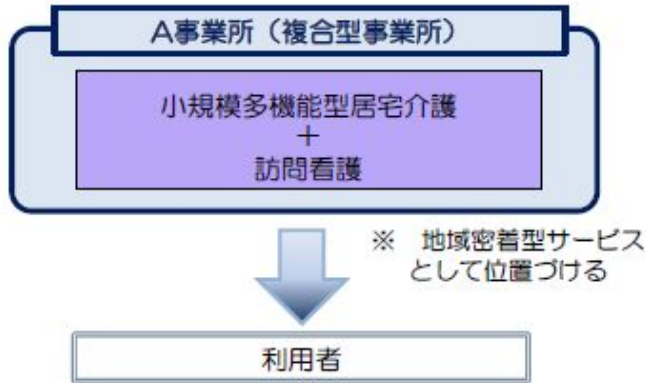 A事業所（複合型事業所）
小規模多機能型居宅介護
＋
訪問看護
※　地域密着型サービス
として位置づける
利用者